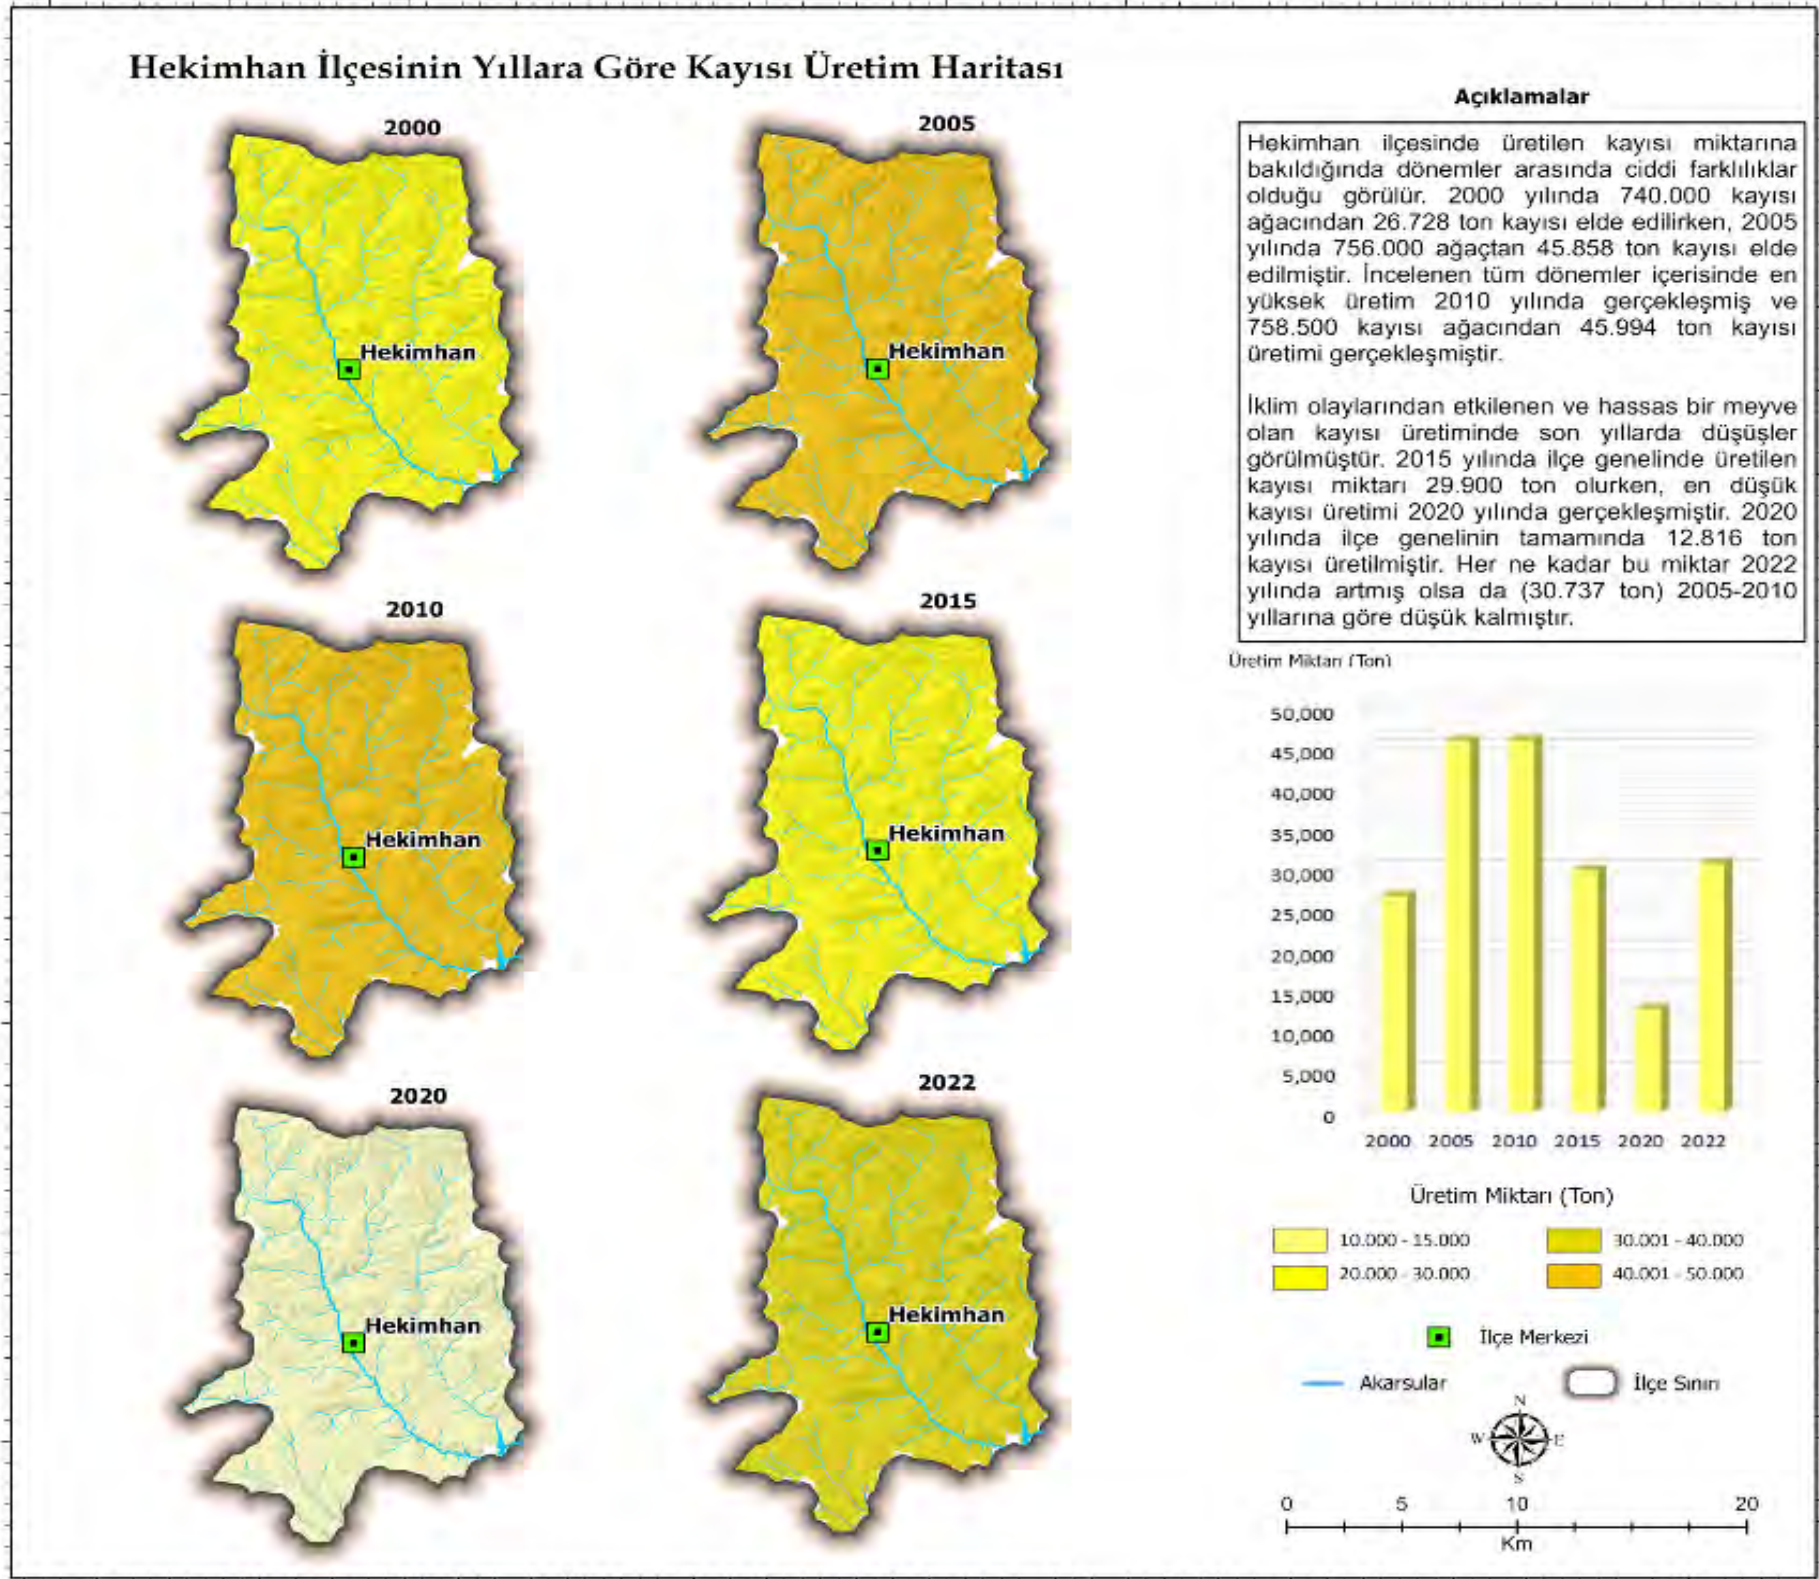 Hekimhan İlçesinin Yıllara Göre Kayısı Üretim Haritası
2000
Hekimhan
2005
Hekimhan
2010
Hekimhan
2015
Hekimhan
2020
Hekimhan
2022
Hekimhan
Açıklamalar
Hekimhan ilçesinde üretilen kayısı miktarına
bakıldığında dönemler arasında ciddi farklılıklar
olduğu görülür. 2000 yılında 740.000 kayısı
ağacından 26.728 ton kayısı elde edilirken, 2005
yılında 756.000 ağaçtan 45.858 ton kayısı elde
edilmiştir. İncelenen tüm dönemler içerisinde en
yüksek üretim 2010 yılında gerçekleşmiş ve
758.500 kayısı ağacından 45.994 ton kayısı
üretimi gerçekleşmiştir.
İklim olaylarından etkilenen ve hassas bir meyve
olan kayısı üretiminde son yıllarda düşüşler
görülmüştür. 2015 yılında ilçe genelinde üretilen
kayısı miktarı 29.900 ton olurken, en düşük
kayısı üretimi 2020 yılında gerçekleşmiştir. 2020
yılında ilçe genelinin tamamında 12.816 ton
kayısı üretilmiştir. Her ne kadar bu miktar 2022
yılında artmış olsa da (30.737 ton) 2005-2010
yıllarına göre düşük kalmıştır.
Üretim Miktarı (Ton)
50,000
45,000
40,000
35,000
30,000
25,000
20,000
15,000
10,000
5,000
0
2000 2005 2010 2015 2020 2022
Üretim Miktarı (Ton)
10.000 - 15.000 30.001 - 40.000
20.000 - 30.000 40.001 - 50.000
İlçe Merkezi
Akarsular İlçe Sınırı
N
W E
S
0 5 10 20
Km